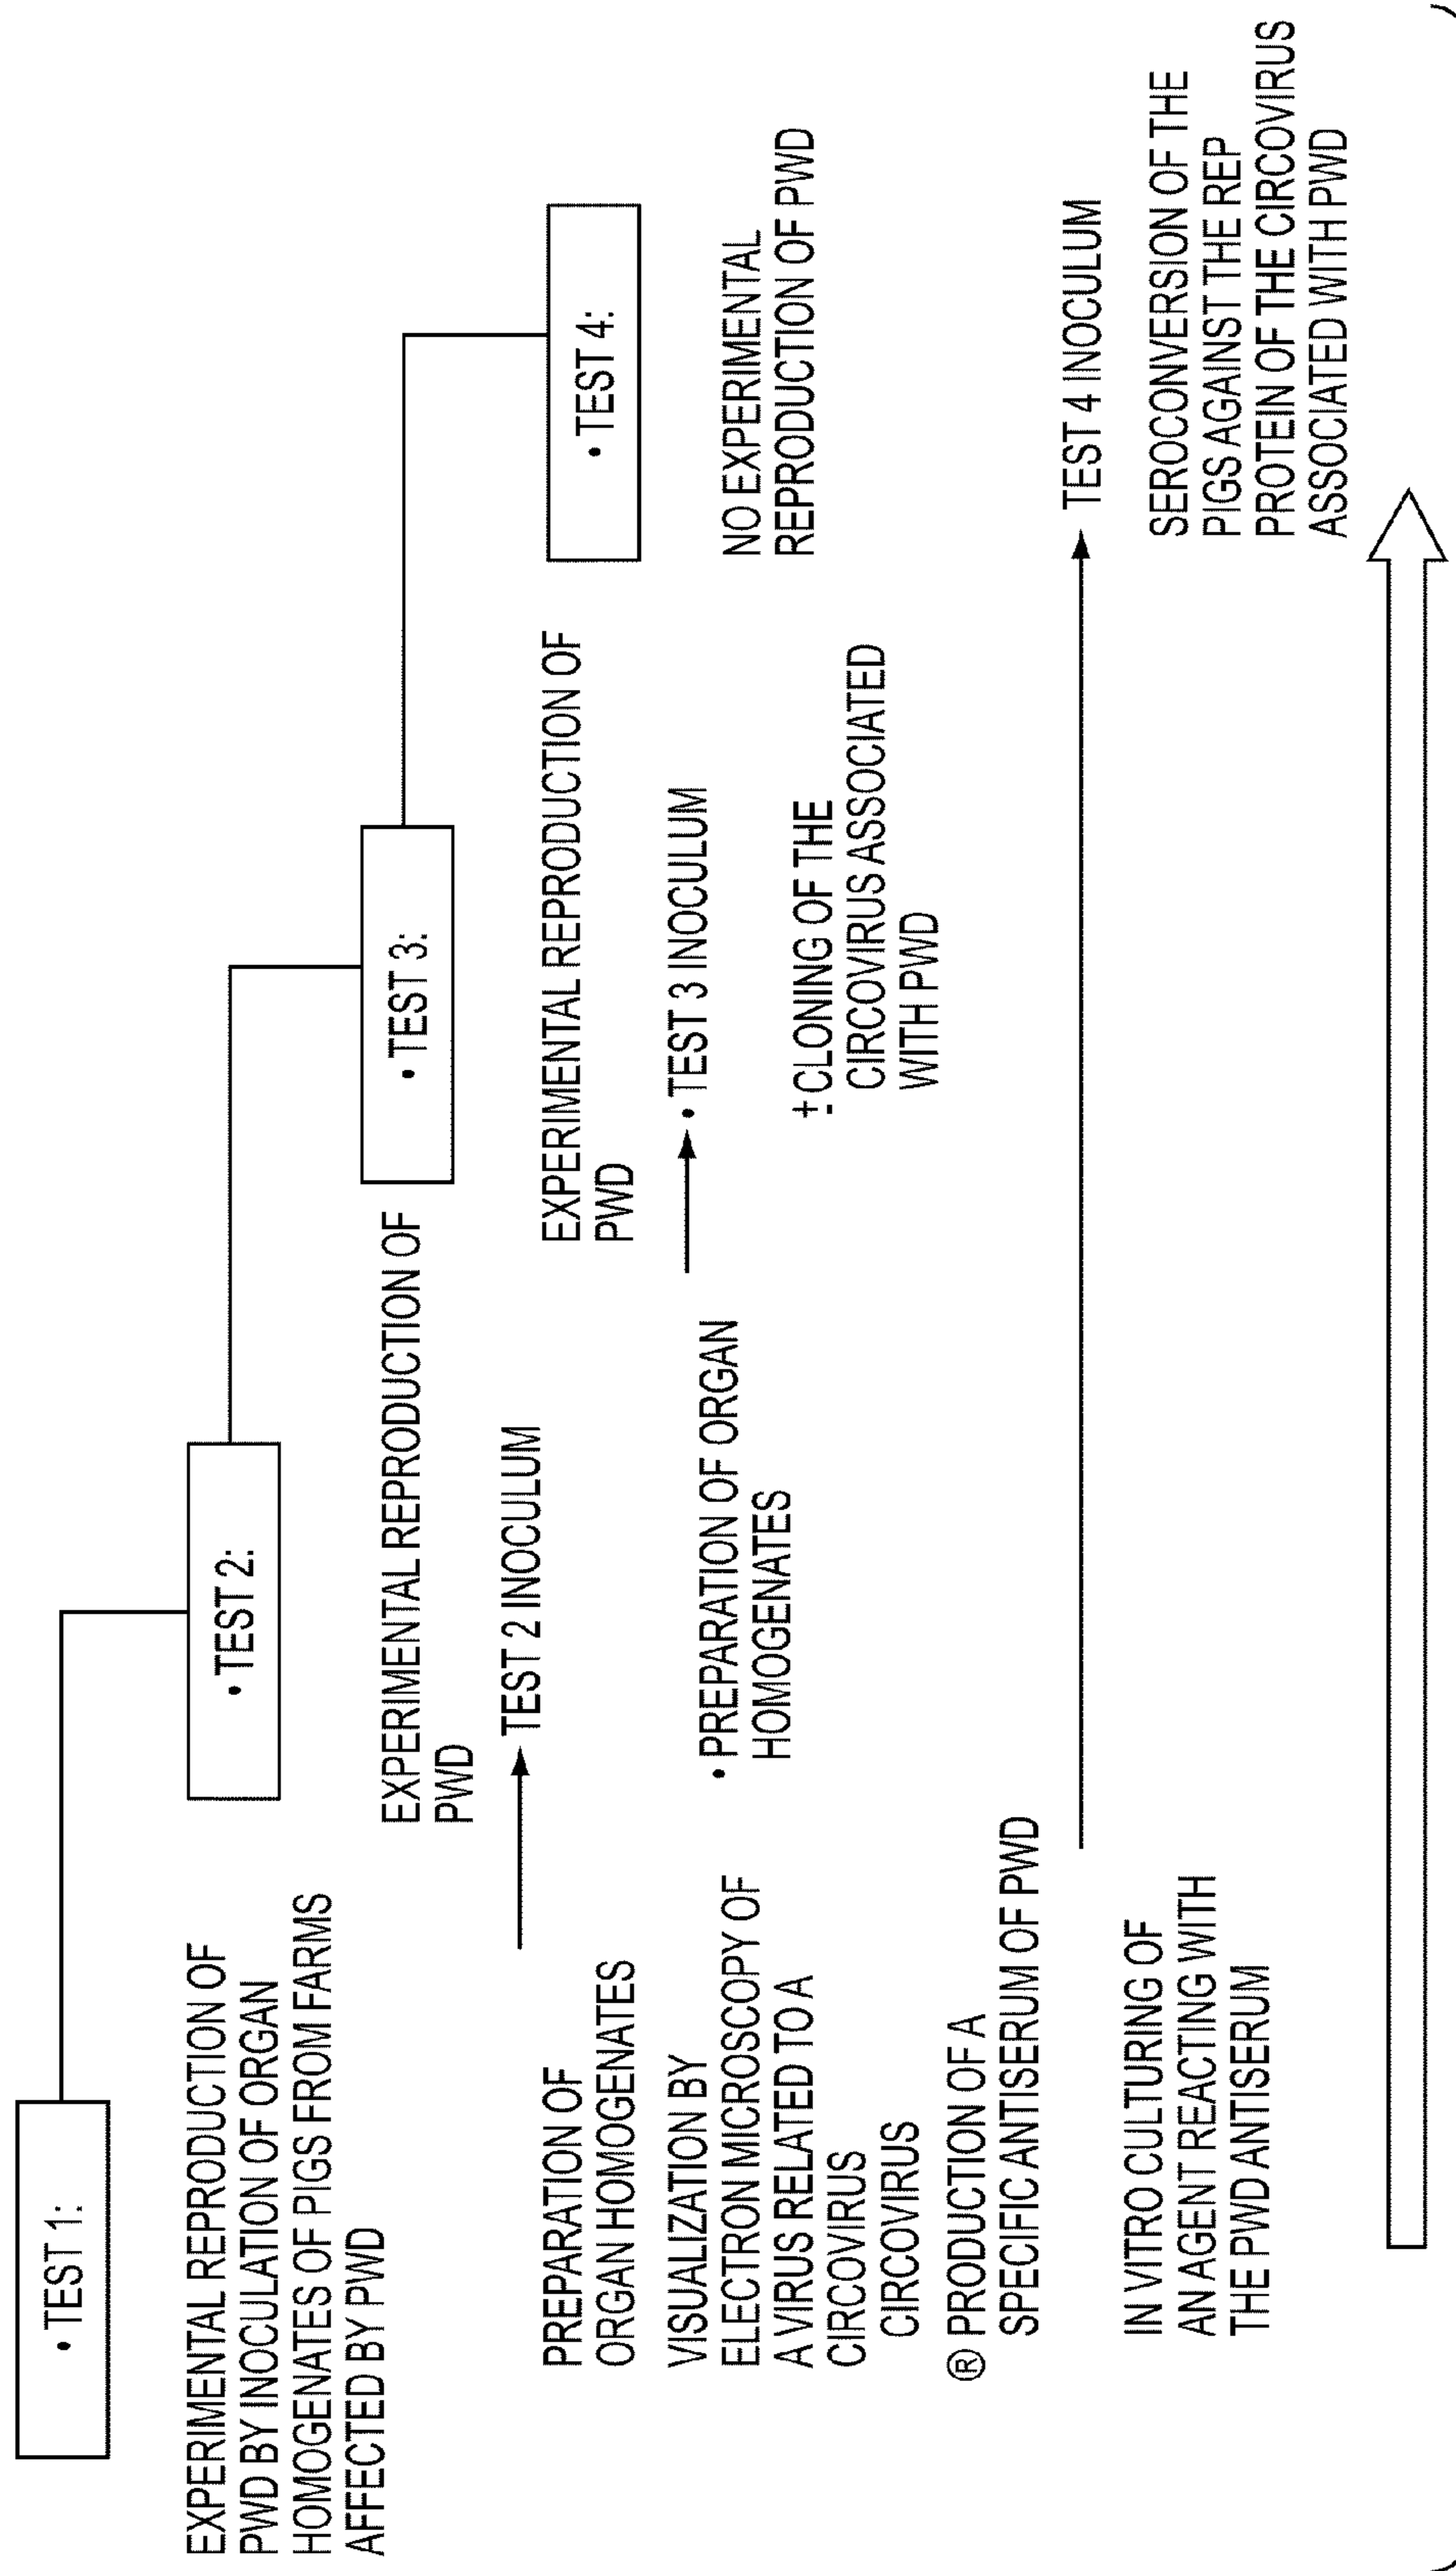 • TEST 1:
EXPERIMENTAL REPRODUCTION OF
PWD BY INOCULATION OF ORGAN
HOMOGENATES OF PIGS FROM FARMS
AFFECTED BY PWD
PREPARATION OF
ORGAN HOMOGENATES
VISUALIZATION BY
ELECTRON MICROSCOPY OF
A VIRUS RELATED TO A
CIRCOVIRUS
CIRCOVIRUS
® PRODUCTION OF A
SPECIFIC ANTISERUM OF PWD
IN VITRO CULTURING OF
AN AGENT REACTING WITH
THE PWD ANTISERUM
• TEST 2:
EXPERIMENTAL REPRODUCTION OF
PWD
TEST 2 INOCULUM
• PREPARATION OF ORGAN
HOMOGENATES
• TEST 3:
EXPERIMENTAL REPRODUCTION OF
PWD
• TEST 3 INOCULUM
± CLONING OF THE
CIRCOVIRUS ASSOCIATED
WITH PWD
• TEST 4:
NO EXPERIMENTAL
REPRODUCTION OF PWD
TEST 4 INOCULUM
SEROCONVERSION OF THE
PIGS AGAINST THE REP
PROTEIN OF THE CIRCOVIRUS
ASSOCIATED WITH PWD